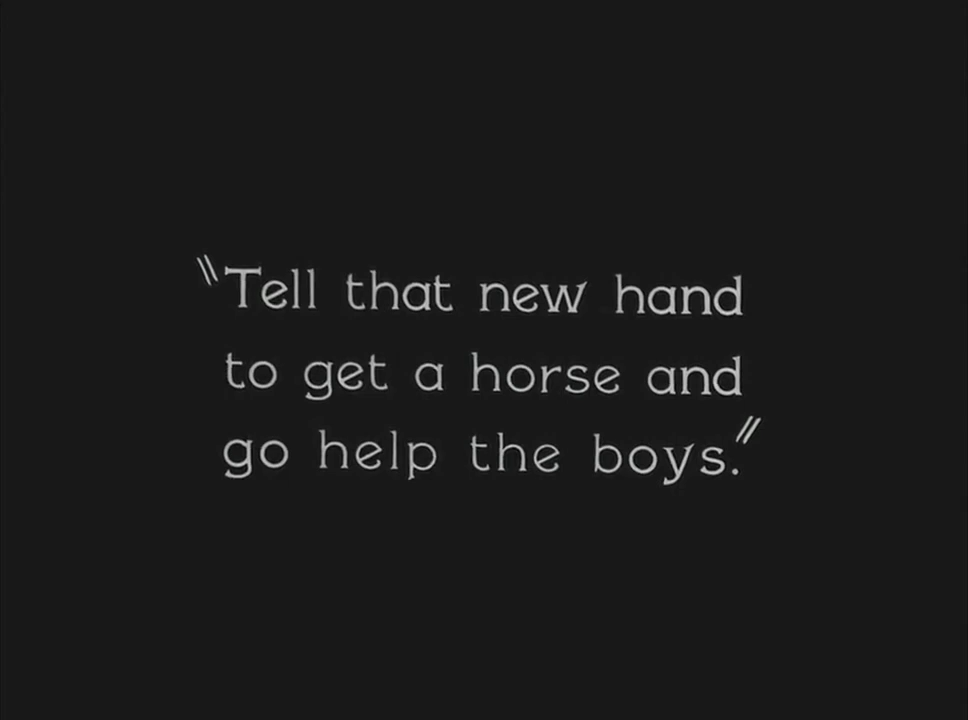 "Tell that new hand
to get a horse and
go help the boys."